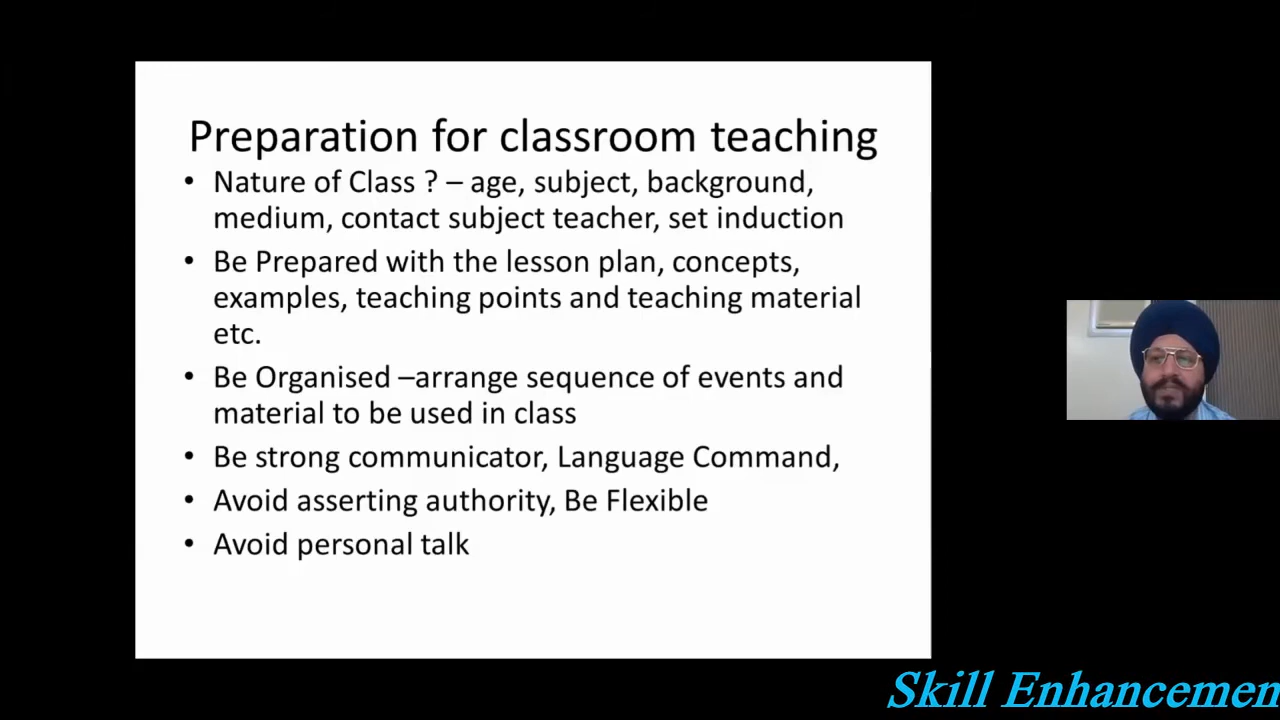 Preparation for classroom teaching
• Nature of Class ? – age, subject, background,
medium, contact subject teacher, set induction
• Be Prepared with the lesson plan, concepts,
examples, teaching points and teaching material
etc.
• Be Organised –arrange sequence of events and
material to be used in class
• Be strong communicator, Language Command,
• Avoid asserting authority, Be Flexible
• Avoid personal talk
Skill Enhancemen